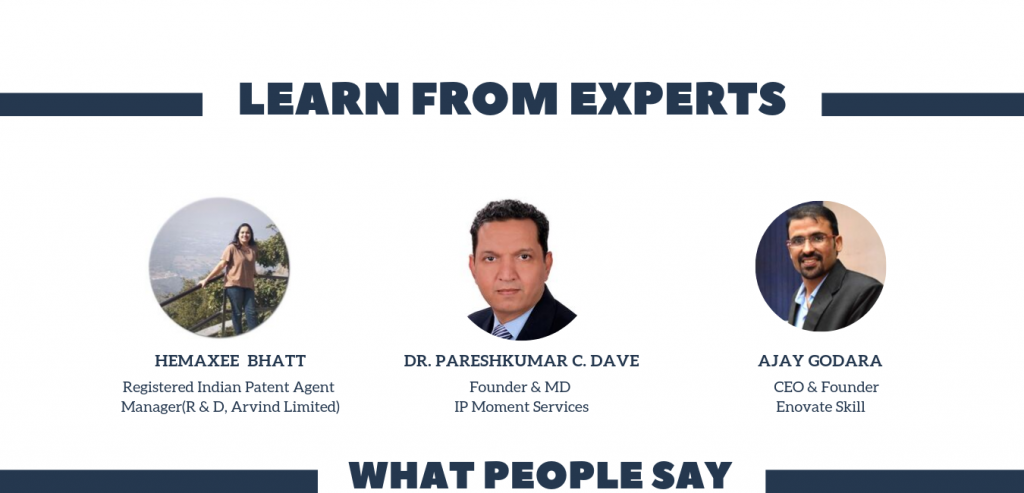 LEARN FROM EXPERTS
HEMAXEE BHATT
Registered Indian Patent Agent
Manager(R & D, Arvind Limited)
DR. PARESHKUMAR C. DAVE
Founder & MD
IP Moment Services
AJAY GODARA
CEO & Founder
Enovate Skill
WHAT PEOPLE SAY